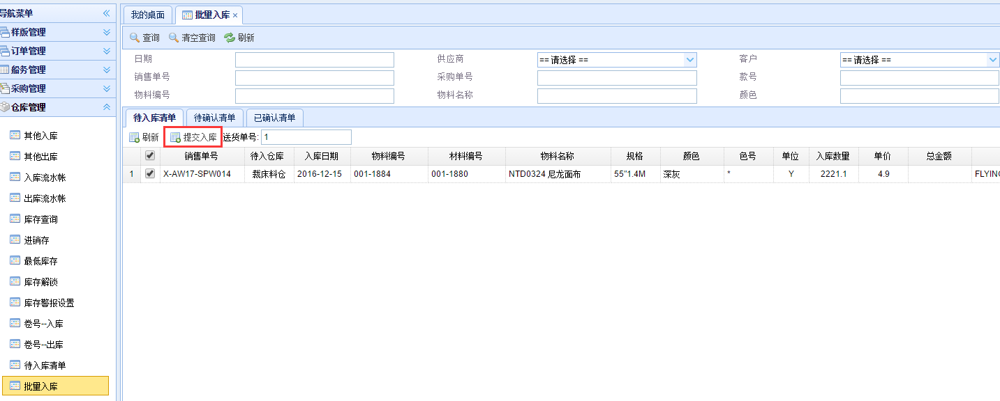 导航菜单
样版管理
订单管理
船务管理
采购管理
仓库管理
其他入库
其他出库
入库流水帐
出库流水帐
库存查询
进销存
最低库存
库存解锁
库存警报设置
卷号--入库
卷号--出库
待入库清单
批量入库
我的桌面 批量入库 ×
查询 清空查询 刷新
日期 供应商 == 请选择 == 客户 == 请选择 ==
销售单号 采购单号 款号
物料编号 物料名称 颜色
待入库清单 待确认清单 已确认清单
刷新 提交入库 送货单号: 1
销售单号 待入仓库 入库日期 物料编号 材料编号 物料名称 规格 颜色 色号 单位 入库数量 单价 总金额
1 X-AW17-SPW014 裁床料仓 2016-12-15 001-1884 001-1880 NTD0324 尼龙面布 55"1.4M 深灰 * Y 2221.1 4.9 FLYING